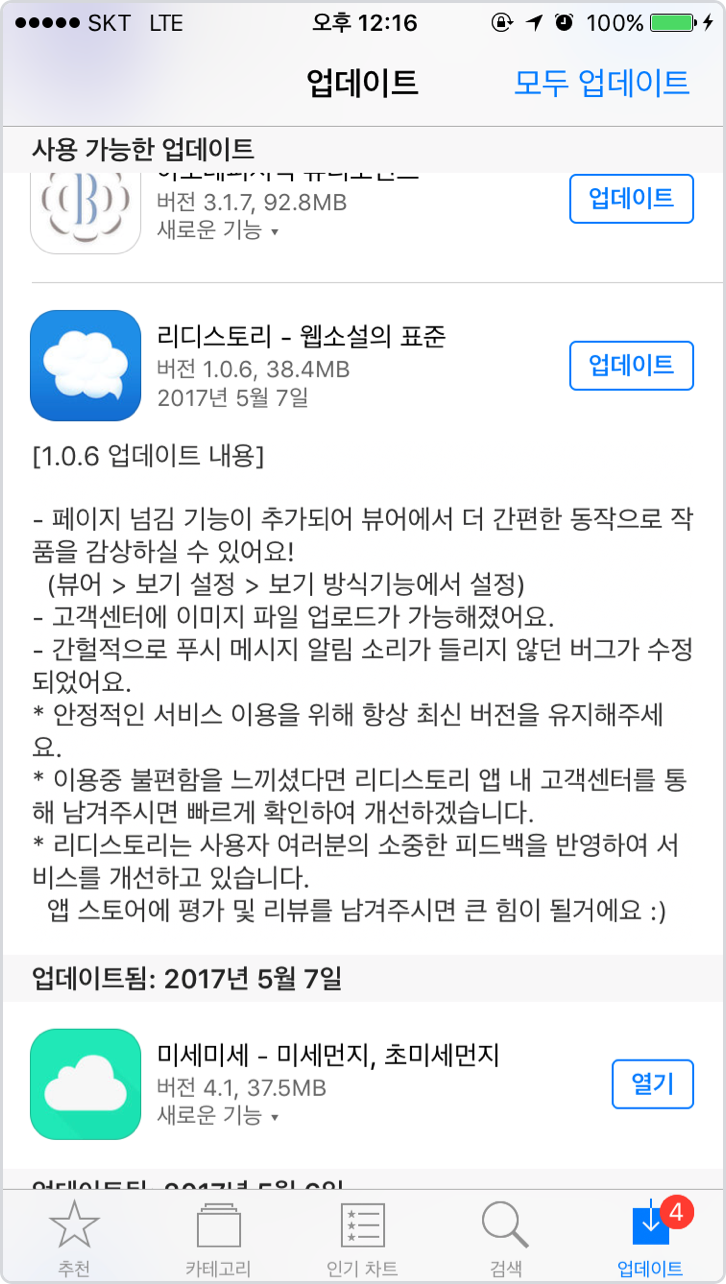 SKT LTE 오후 12:16 100%
업데이트 모두 업데이트
사용 가능한 업데이트
B
버전 3.1.7, 92.8MB
업데이트
새로운 기능 ▾
리디스토리 - 웹소설의 표준
버전 1.0.6, 38.4MB
업데이트
2017년 5월 7일
[1.0.6 업데이트 내용]
- 페이지 넘김 기능이 추가되어 뷰어에서 더 간편한 동작으로 작
품을 감상하실 수 있어요!
(뷰어 > 보기 설정 > 보기 방식기능에서 설정)
- 고객센터에 이미지 파일 업로드가 가능해졌어요.
- 간헐적으로 푸시 메시지 알림 소리가 들리지 않던 버그가 수정
되었어요.
* 안정적인 서비스 이용을 위해 항상 최신 버전을 유지해주세
요.
* 이용중 불편함을 느끼셨다면 리디스토리 앱 내 고객센터를 통
해 남겨주시면 빠르게 확인하여 개선하겠습니다.
* 리디스토리는 사용자 여러분의 소중한 피드백을 반영하여 서
비스를 개선하고 있습니다.
앱 스토어에 평가 및 리뷰를 남겨주시면 큰 힘이 될거에요 :)
업데이트됨: 2017년 5월 7일
미세미세 - 미세먼지, 초미세먼지
버전 4.1, 37.5MB
열기
새로운 기능 ▾
업데이트됨: 2017년 5월 6일
4
추천 카테고리 인기 차트 검색 업데이트